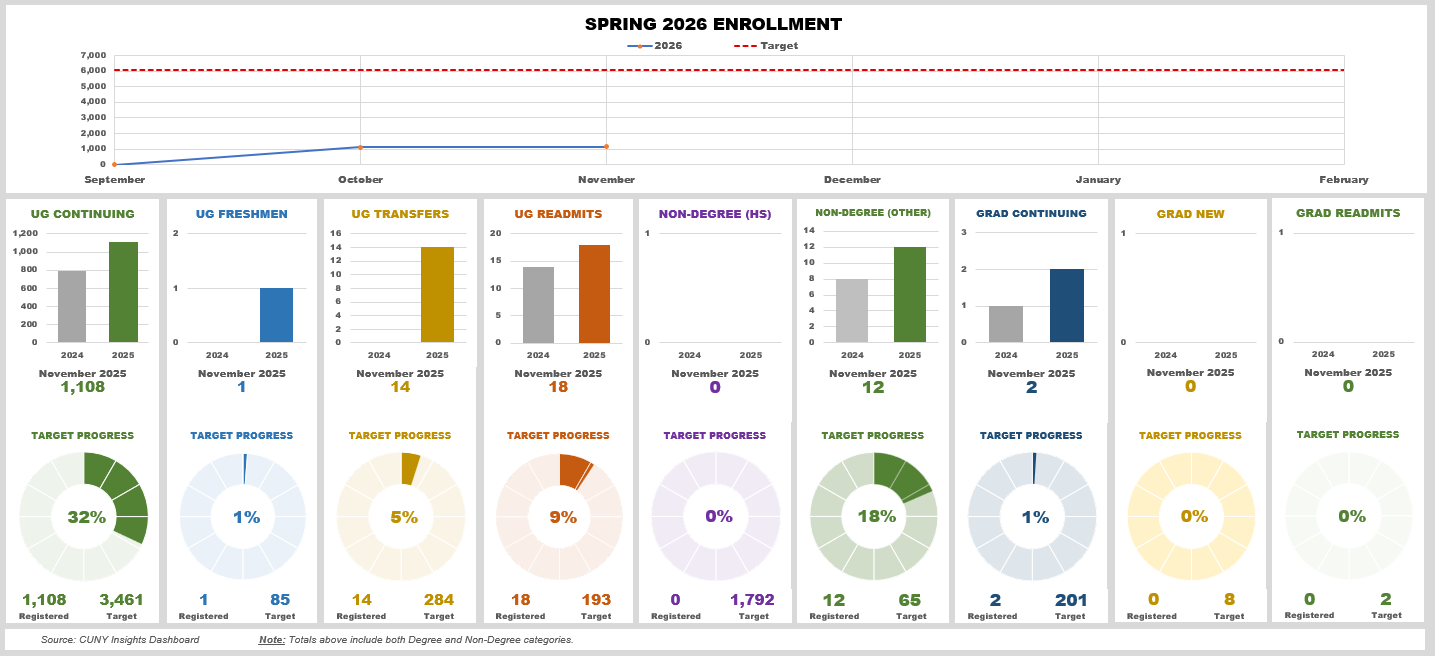 SPRING 2026 ENROLLMENT
2026 Target
7,000
6,000
5,000
4,000
3,000
2,000
1,000
0
September October November December January February
UG CONTINUING
1,200
1,000
800
600
400
200
0
2024 2025
November 2025
1,108
TARGET PROGRESS
32%
1,108 3,461
Registered Target
UG FRESHMEN
2
1
0
2024 2025
November 2025
1
TARGET PROGRESS
1%
1 85
Registered Target
UG TRANSFERS
16
14
12
10
8
6
4
2
0
2024 2025
November 2025
14
TARGET PROGRESS
5%
14 284
Registered Target
UG READMITS
20
15
10
5
0
2024 2025
November 2025
18
TARGET PROGRESS
9%
18 193
Registered Target
NON-DEGREE (HS)
1
0
2024 2025
November 2025
0
TARGET PROGRESS
0%
0 1,792
Registered Target
NON-DEGREE (OTHER)
14
12
10
8
6
4
2
0
2024 2025
November 2025
12
TARGET PROGRESS
18%
12 65
Registered Target
GRAD CONTINUING
3
2
1
0
2024 2025
November 2025
2
TARGET PROGRESS
1%
2 201
Registered Target
GRAD NEW
1
0
2024 2025
November 2025
0
TARGET PROGRESS
0%
0 8
Registered Target
GRAD READMITS
1
0
2024 2025
November 2025
0
TARGET PROGRESS
0%
0 2
Registered Target
Source: CUNY Insights Dashboard Note: Totals above include both Degree and Non-Degree categories.